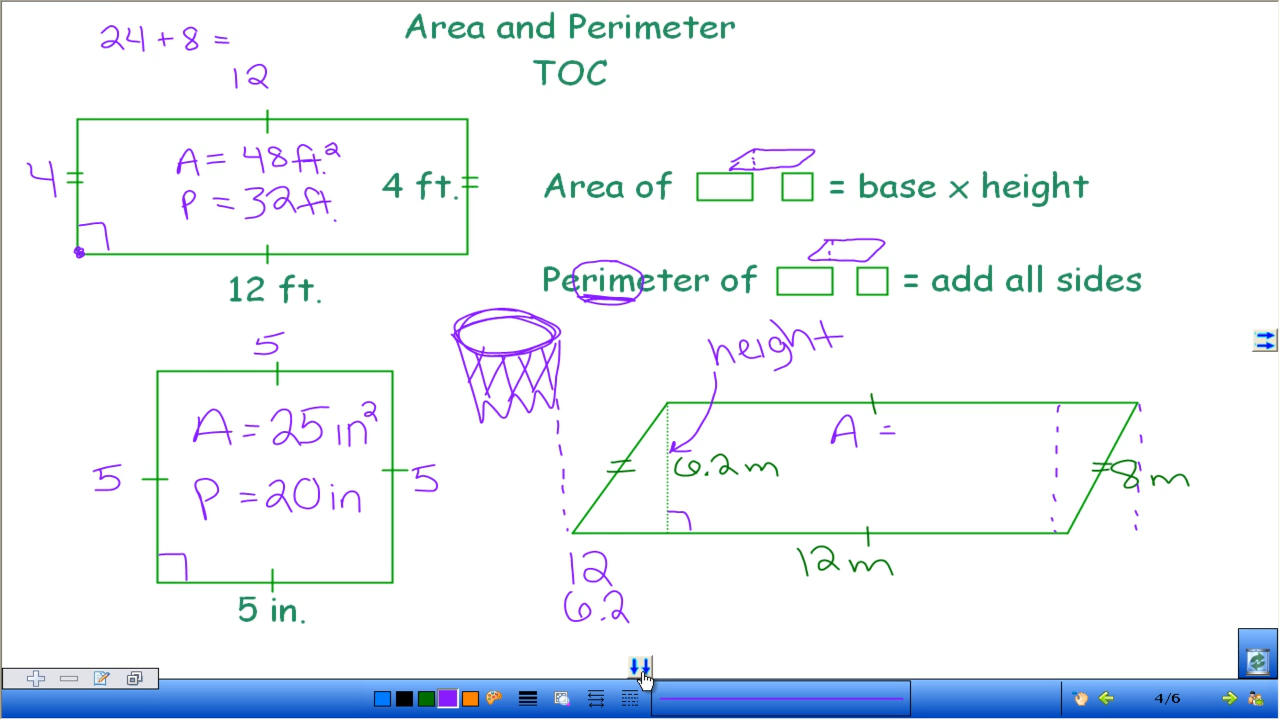 24 + 8 =
Area and Perimeter
TOC
12
4
A = 48 ft.²
P = 32 ft.
4 ft.
12 ft.
Area of = base x height
Perimeter of = add all sides
height
5
5
A = 25 in²
P = 20 in
5
5 in.
A =
6.2 m
8 m
12 m
12
6.2
4/6